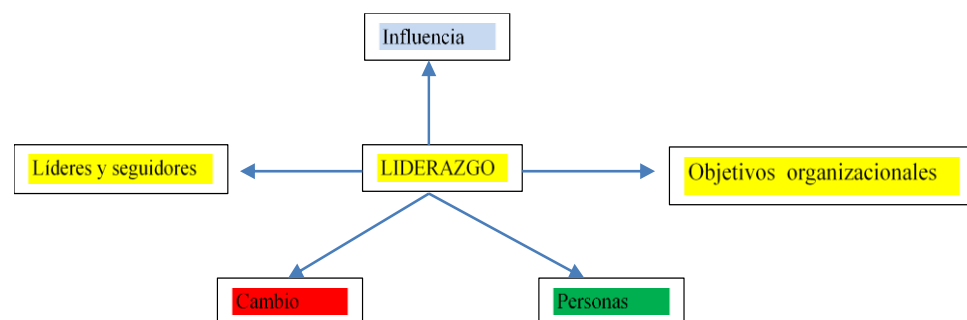 Influencia
Líderes y seguidores
LIDERAZGO
Objetivos organizacionales
Cambio
Personas